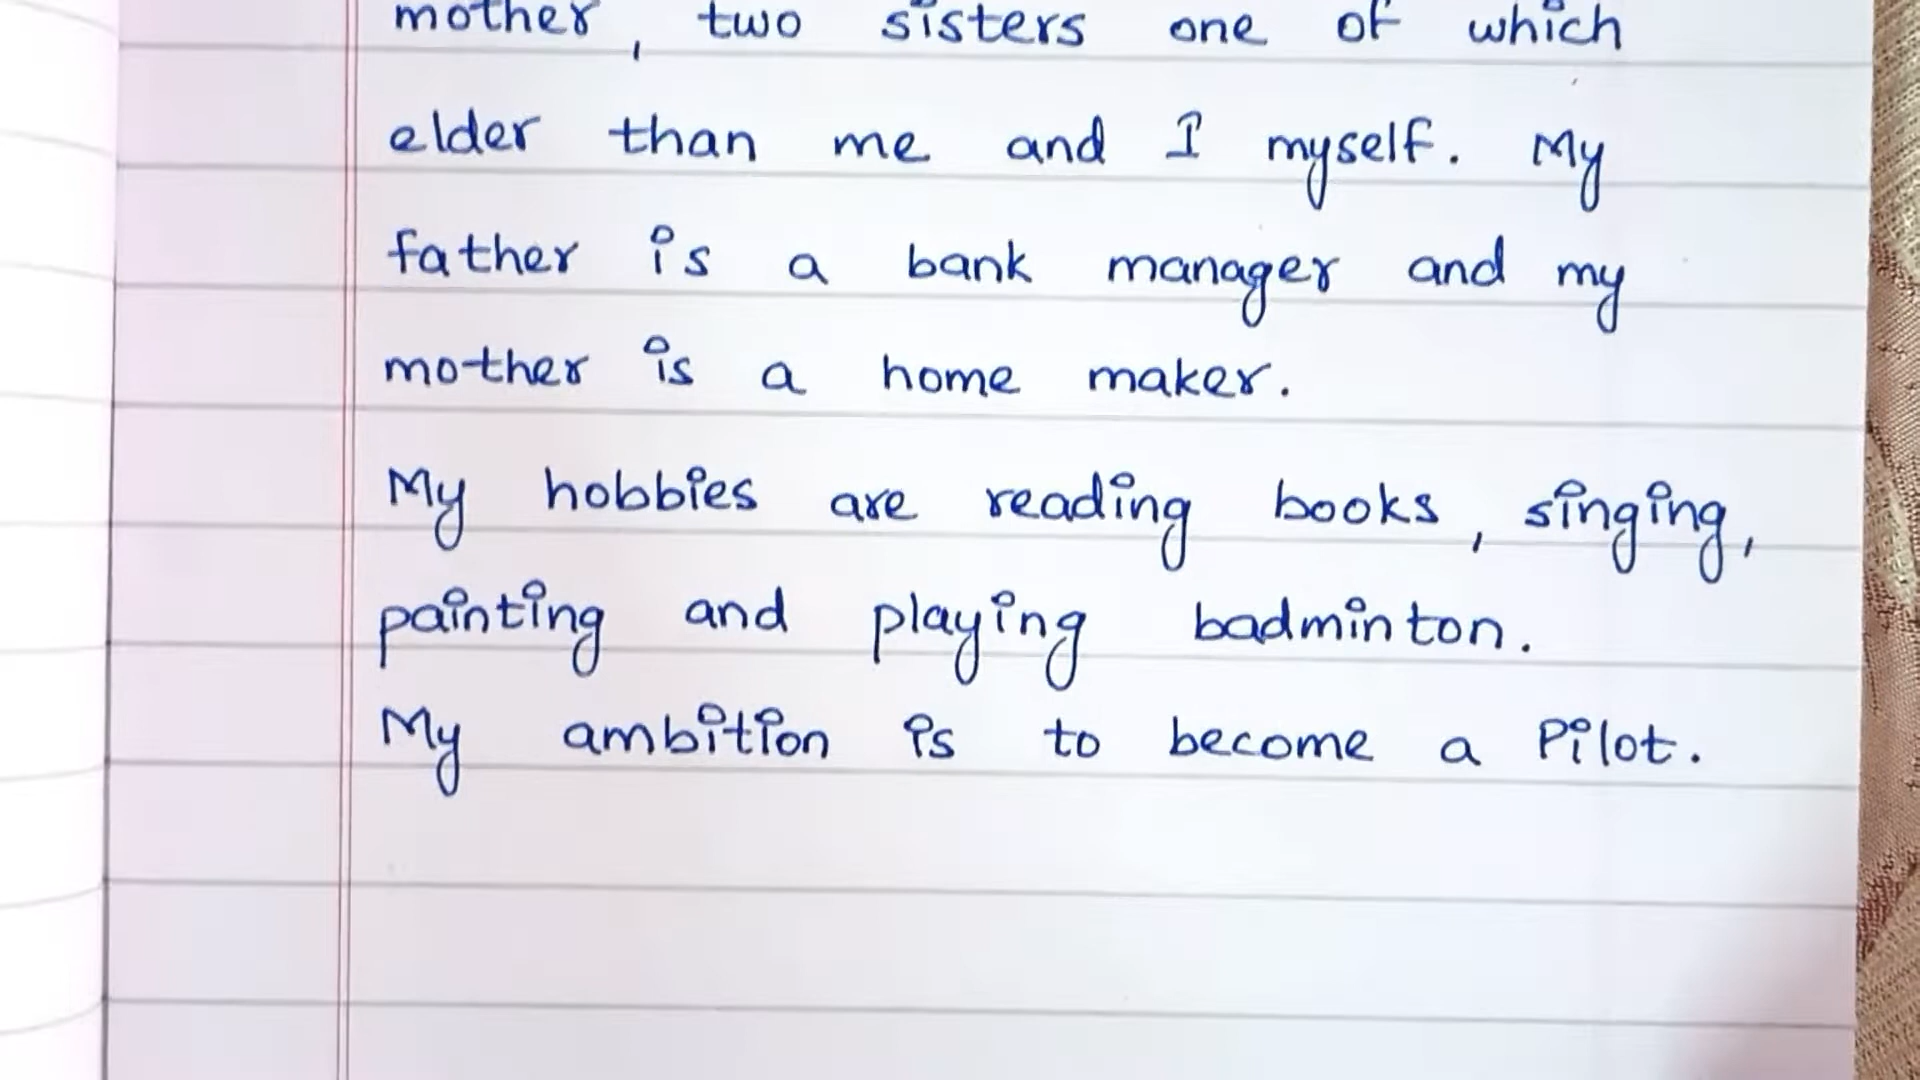 mother, two sisters one of which
elder than me and I myself. My
father is a bank manager and my
mother is a home maker.
My hobbies are reading books, singing,
painting and playing badminton.
My ambition is to become a Pilot.